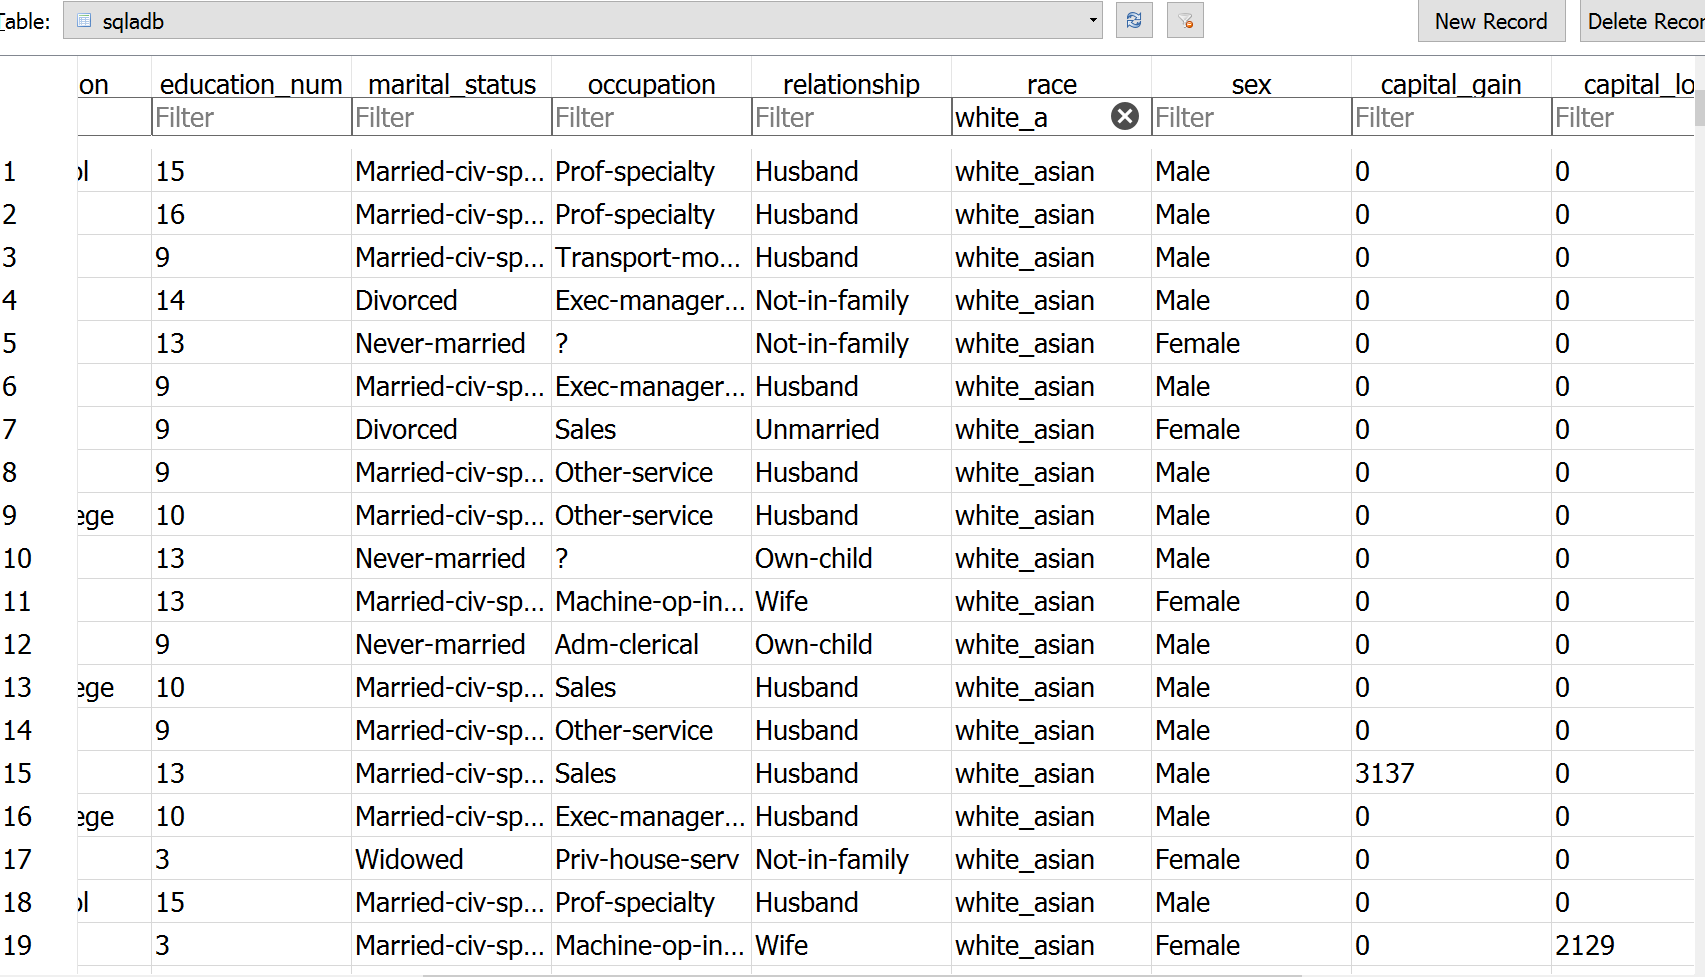 Table: sqladb New Record Delete Recor
on education_num marital_status occupation relationship race sex capital_gain capital_lo
Filter Filter Filter Filter white_a Filter Filter Filter
1 ol 15 Married-civ-sp... Prof-specialty Husband white_asian Male 0 0
2 16 Married-civ-sp... Prof-specialty Husband white_asian Male 0 0
3 9 Married-civ-sp... Transport-mo... Husband white_asian Male 0 0
4 14 Divorced Exec-manager... Not-in-family white_asian Male 0 0
5 13 Never-married ? Not-in-family white_asian Female 0 0
6 9 Married-civ-sp... Exec-manager... Husband white_asian Male 0 0
7 9 Divorced Sales Unmarried white_asian Female 0 0
8 9 Married-civ-sp... Other-service Husband white_asian Male 0 0
9 ege 10 Married-civ-sp... Other-service Husband white_asian Male 0 0
10 13 Never-married ? Own-child white_asian Male 0 0
11 13 Married-civ-sp... Machine-op-in... Wife white_asian Female 0 0
12 9 Never-married Adm-clerical Own-child white_asian Male 0 0
13 ege 10 Married-civ-sp... Sales Husband white_asian Male 0 0
14 9 Married-civ-sp... Other-service Husband white_asian Male 0 0
15 13 Married-civ-sp... Sales Husband white_asian Male 3137 0
16 ege 10 Married-civ-sp... Exec-manager... Husband white_asian Male 0 0
17 3 Widowed Priv-house-serv Not-in-family white_asian Female 0 0
18 ol 15 Married-civ-sp... Prof-specialty Husband white_asian Male 0 0
19 3 Married-civ-sp... Machine-op-in... Wife white_asian Female 0 2129